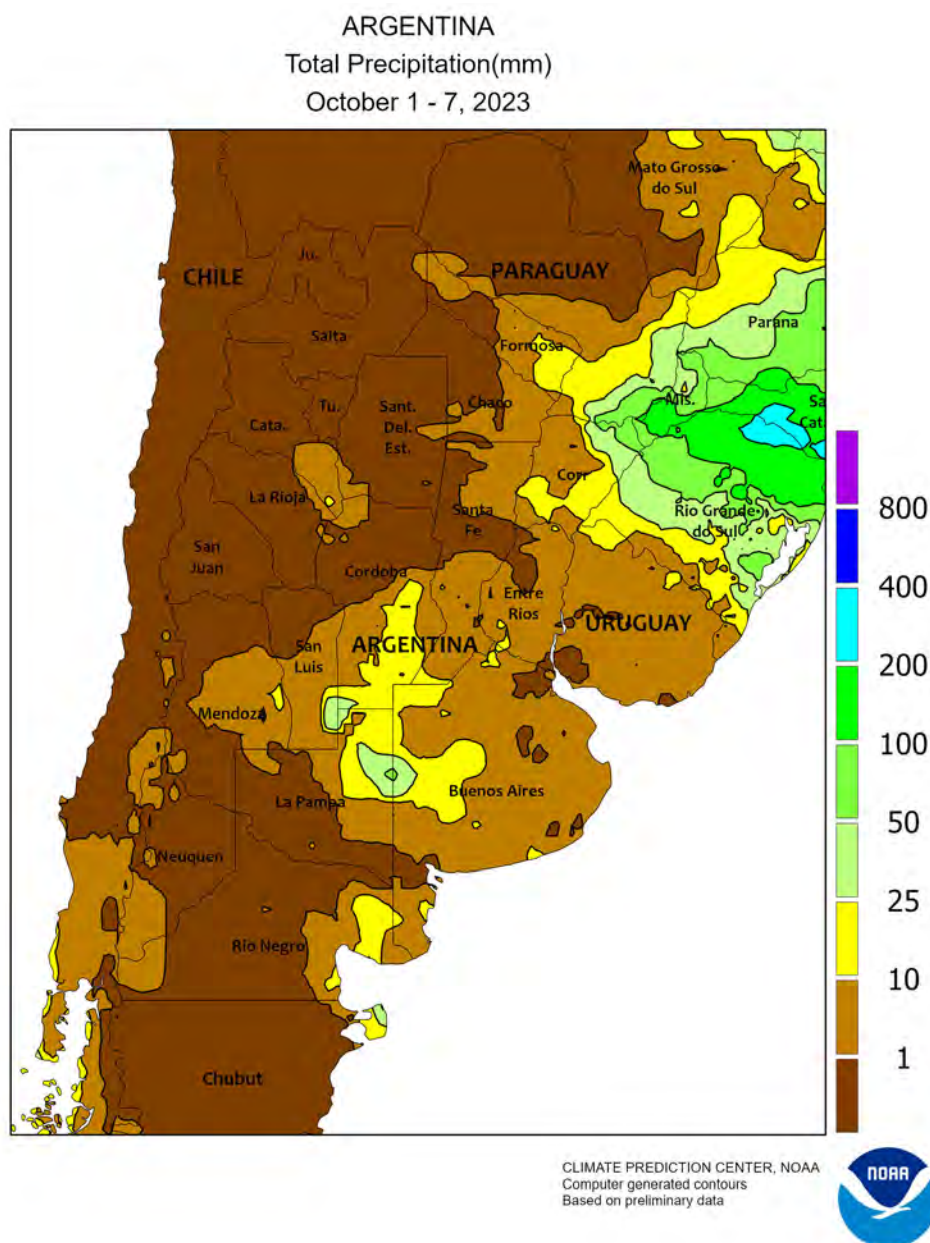 ARGENTINA
Total Precipitation(mm)
October 1 - 7, 2023
Mato Grosso
do Sul
Ju.
CHILE
PARAGUAY
Parana
Salta
Formosa
Mis.
Sa
Cat.
Tu.
Sant.
Del.
Est.
Chaco
Cata.
Corr
La Rioja
Santa
Fe
Rio Grande
do Sul
San
Juan
Cordoba
Entre
Rios
URUGUAY
San
Luis
ARGENTINA
Mendoza
La Pampa
Buenos Aires
Neuquen
Rio Negro
Chubut
800
400
200
100
50
25
10
1
CLIMATE PREDICTION CENTER, NOAA
Computer generated contours
Based on preliminary data
NOAA